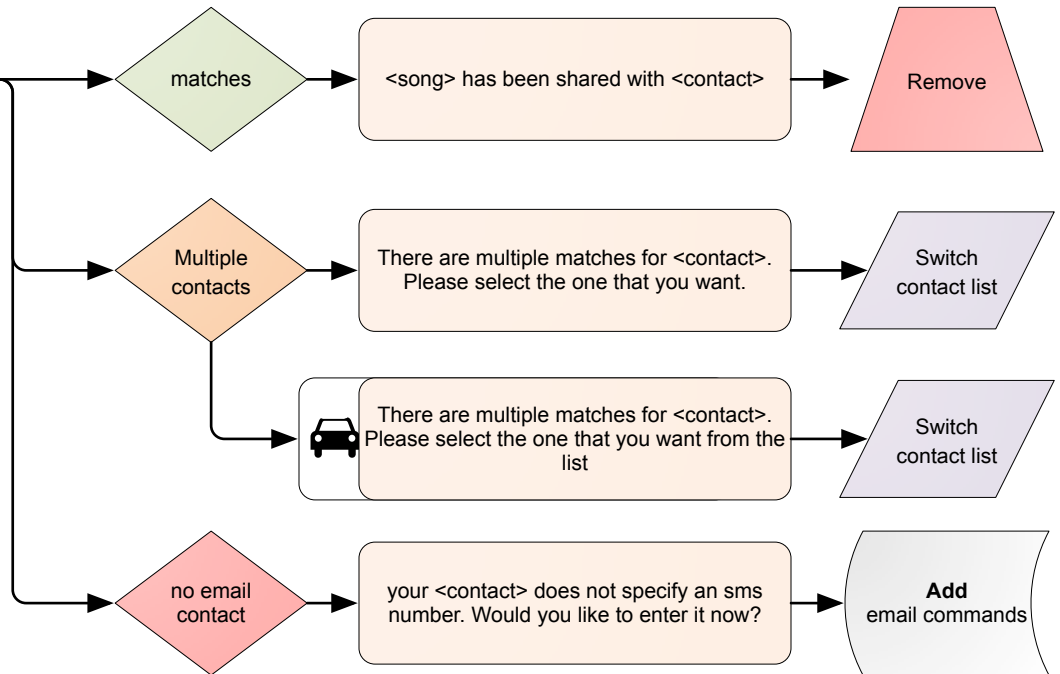 matches
<song> has been shared with <contact>
Remove
Multiple
contacts
There are multiple matches for <contact>.
Please select the one that you want.
Switch
contact list
There are multiple matches for <contact>.
Please select the one that you want from the
list
Switch
contact list
no email
contact
your <contact> does not specify an sms
number. Would you like to enter it now?
Add
email commands